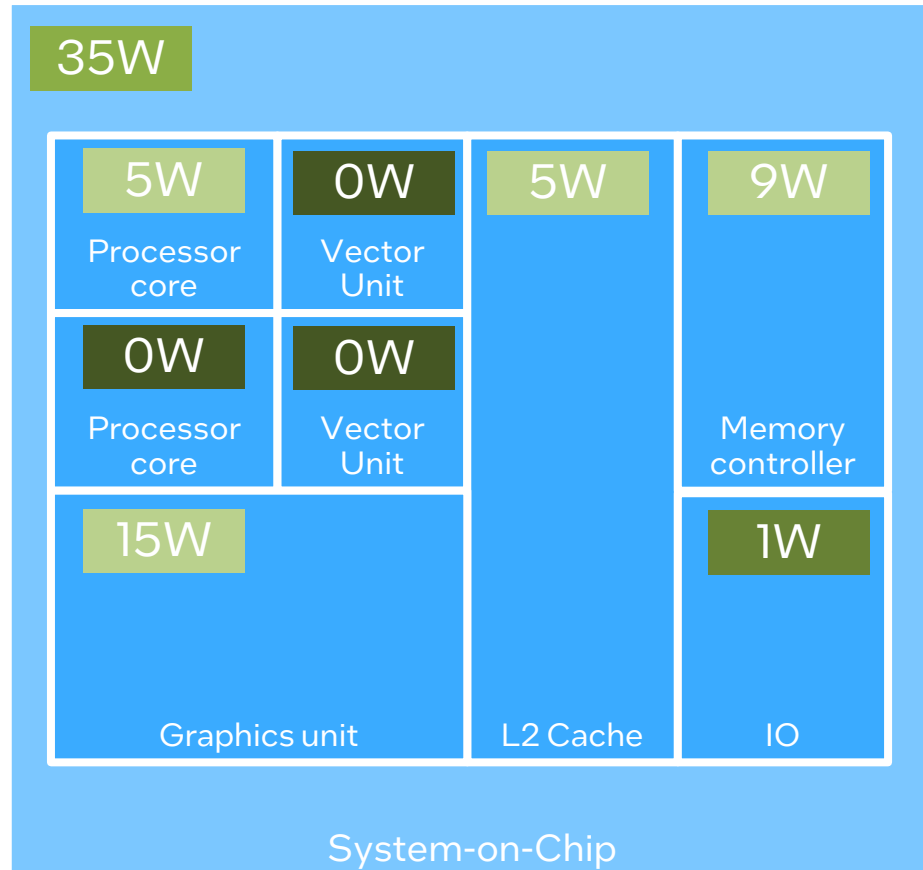 35W
5W
Processor
core
0W
Vector
Unit
5W
9W
0W
Processor
core
0W
Vector
Unit
Memory
controller
15W
Graphics unit
L2 Cache
1W
IO
System-on-Chip